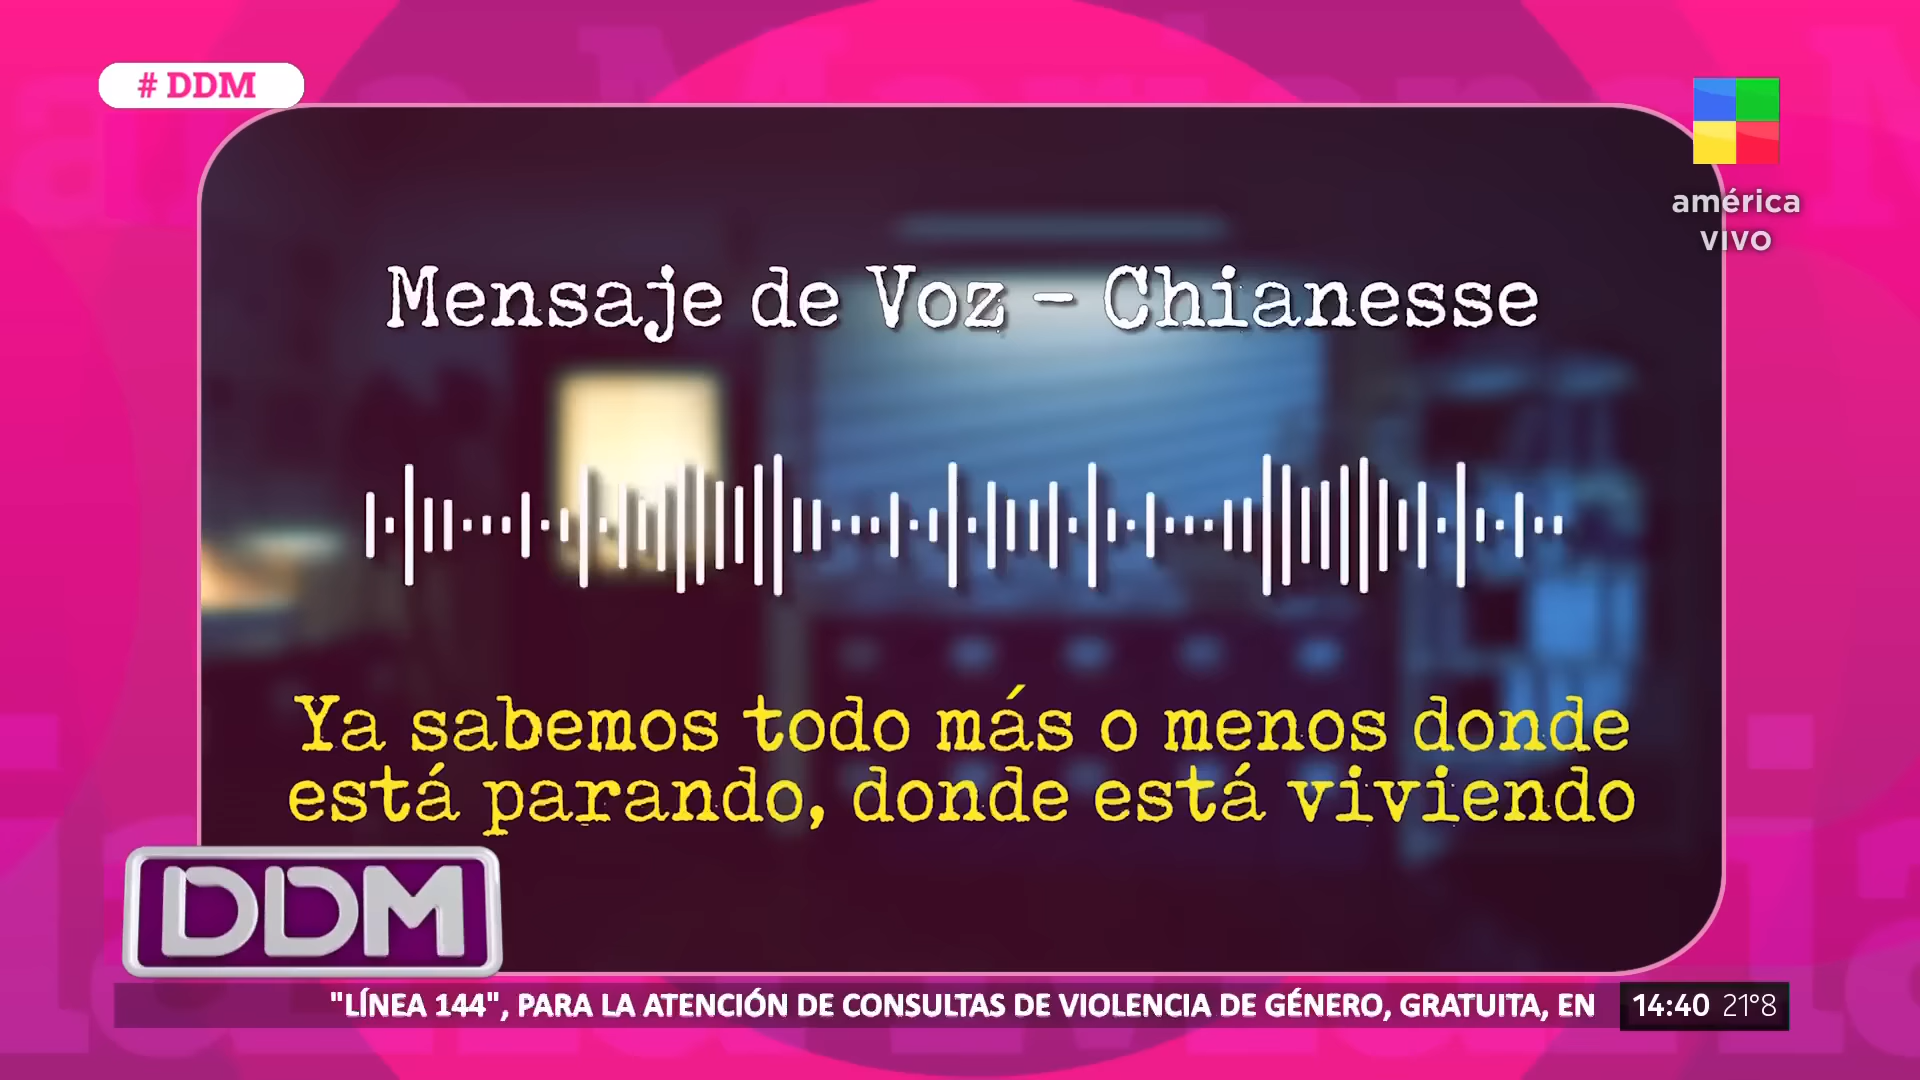 # DDM
américa
VIVO
Mensaje de Voz - Chianesse
Ya sabemos todo más o menos donde
está parando, donde está viviendo
DDM
"LÍNEA 144", PARA LA ATENCIÓN DE CONSULTAS DE VIOLENCIA DE GÉNERO, GRATUITA, EN
14:40 21°8